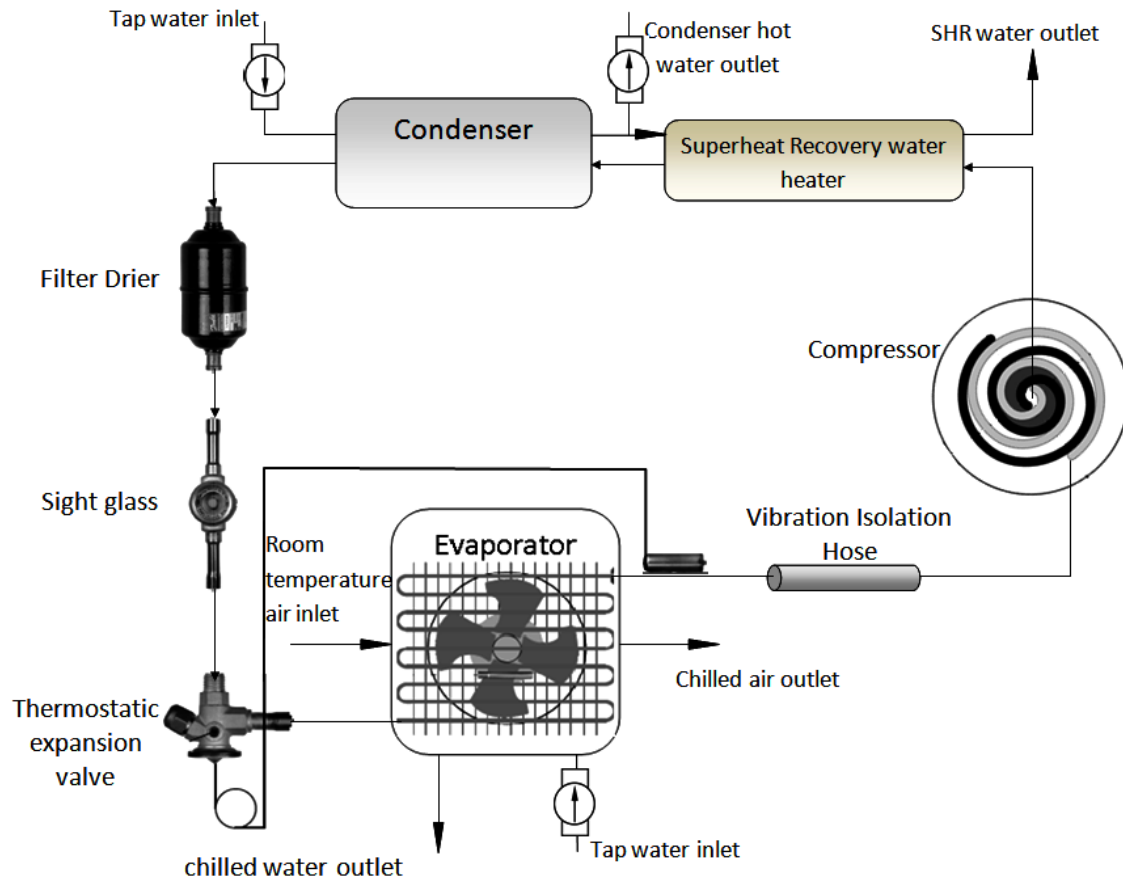 Tap water inlet
Condenser hot
water outlet
SHR water outlet
Condenser
Superheat Recovery water
heater
Filter Drier
Compressor
Sight glass
Vibration Isolation
Hose
Room
temperature
air inlet
Evaporator
Chilled air outlet
Thermostatic
expansion
valve
chilled water outlet
Tap water inlet